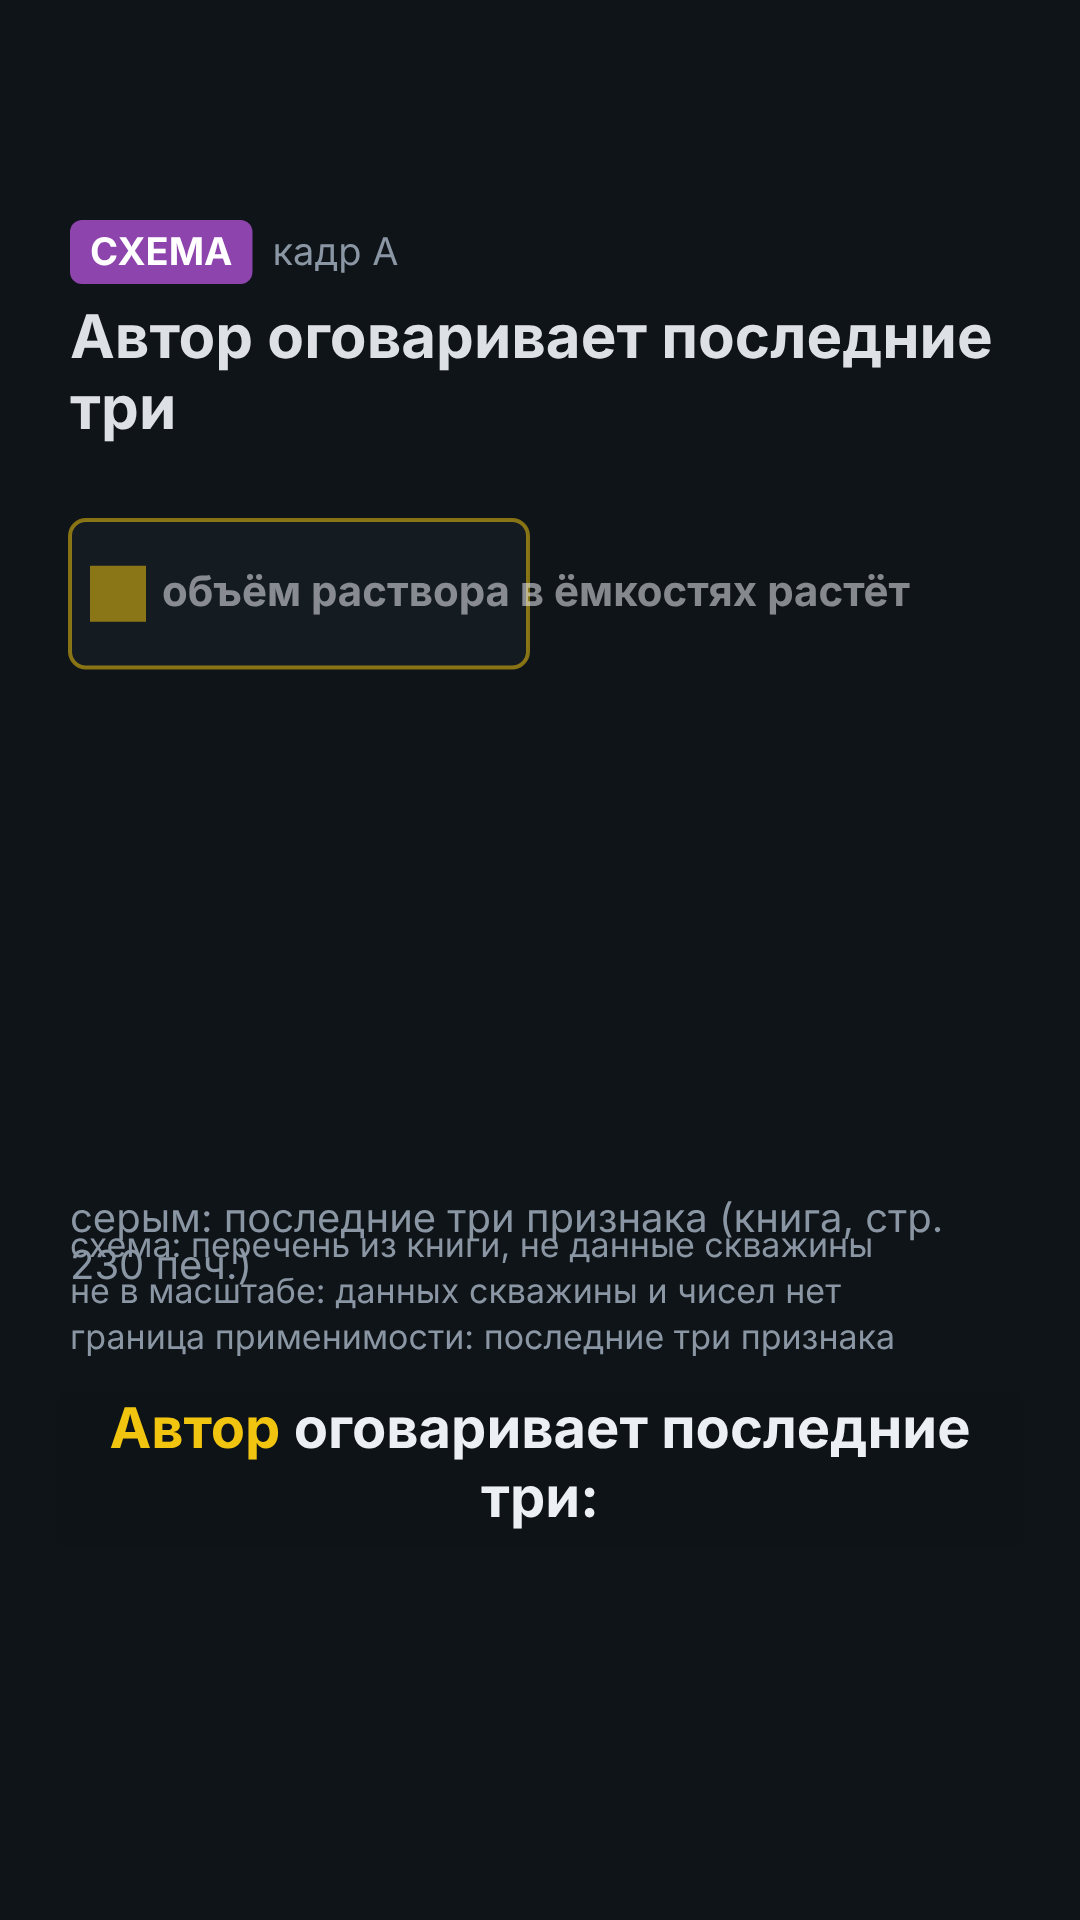 СХЕМА кадр А
Автор оговаривает последние
три
объём раствора в ёмкостях растёт
серым: последние три признака (книга, стр.
схема: перечень из книги, не данные скважины
230 печ.)
не в масштабе: данных скважины и чисел нет
граница применимости: последние три признака
Автор оговаривает последние
три: